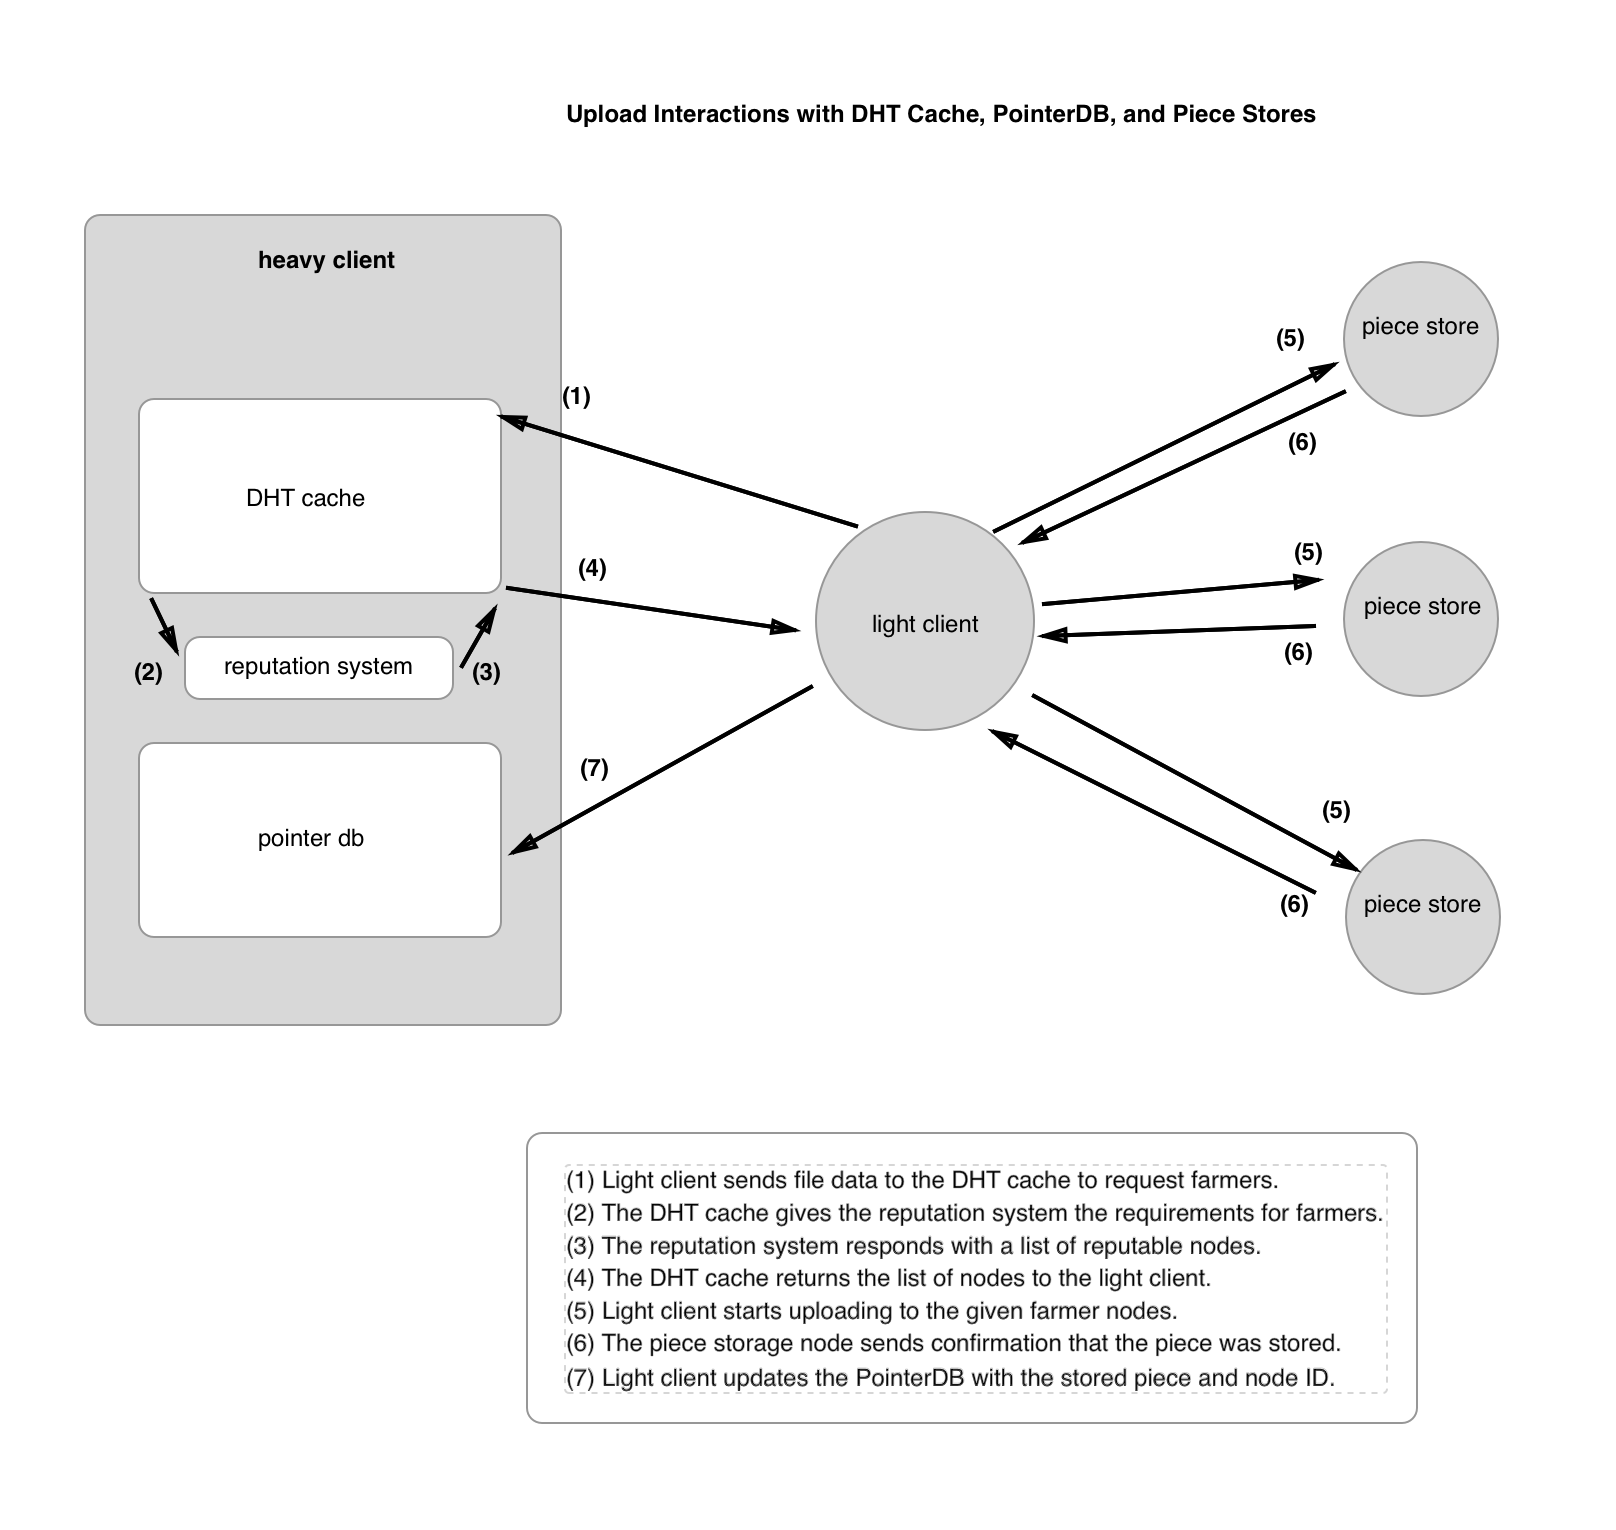 Upload Interactions with DHT Cache, PointerDB, and Piece Stores
heavy client
piece store
(5)
(1)
(6)
DHT cache
(4)
(5)
piece store
light client
(6)
(2)
reputation system
(3)
(7)
(5)
pointer db
(6)
piece store
(1) Light client sends file data to the DHT cache to request farmers.
(2) The DHT cache gives the reputation system the requirements for farmers.
(3) The reputation system responds with a list of reputable nodes.
(4) The DHT cache returns the list of nodes to the light client.
(5) Light client starts uploading to the given farmer nodes.
(6) The piece storage node sends confirmation that the piece was stored.
(7) Light client updates the PointerDB with the stored piece and node ID.